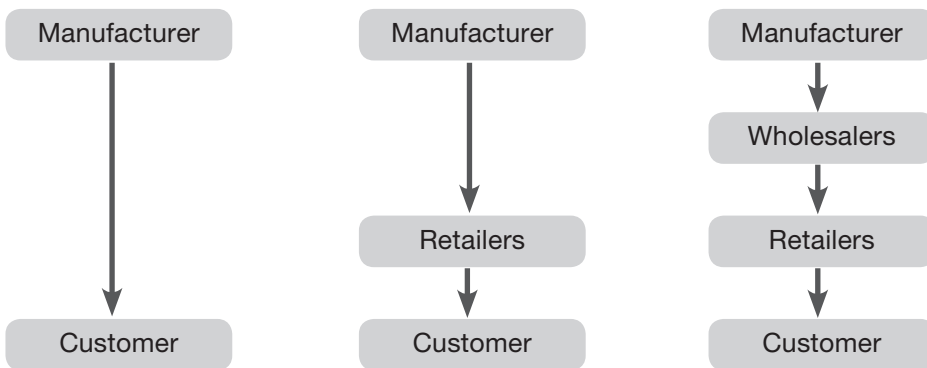 Manufacturer
Customer
Manufacturer
Retailers
Customer
Manufacturer
Wholesalers
Retailers
Customer